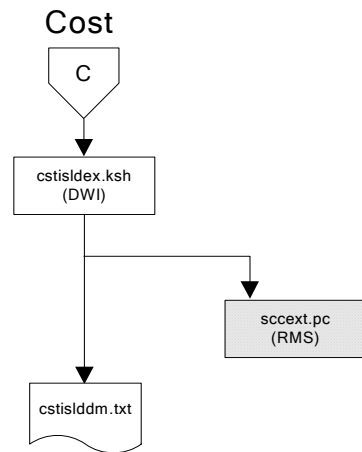 Cost
C
cstisldex.ksh
(DWI)
sccext.pc
(RMS)
cstislddm.txt